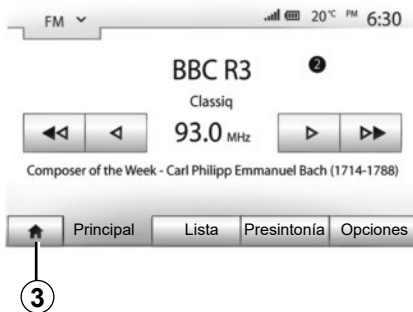 FM 20°C PM 6:30
BBC R3 ❷
Classiq
93.0 MHz
Composer of the Week - Carl Philipp Emmanuel Bach (1714-1788)
Principal Lista Presintonía Opciones
3